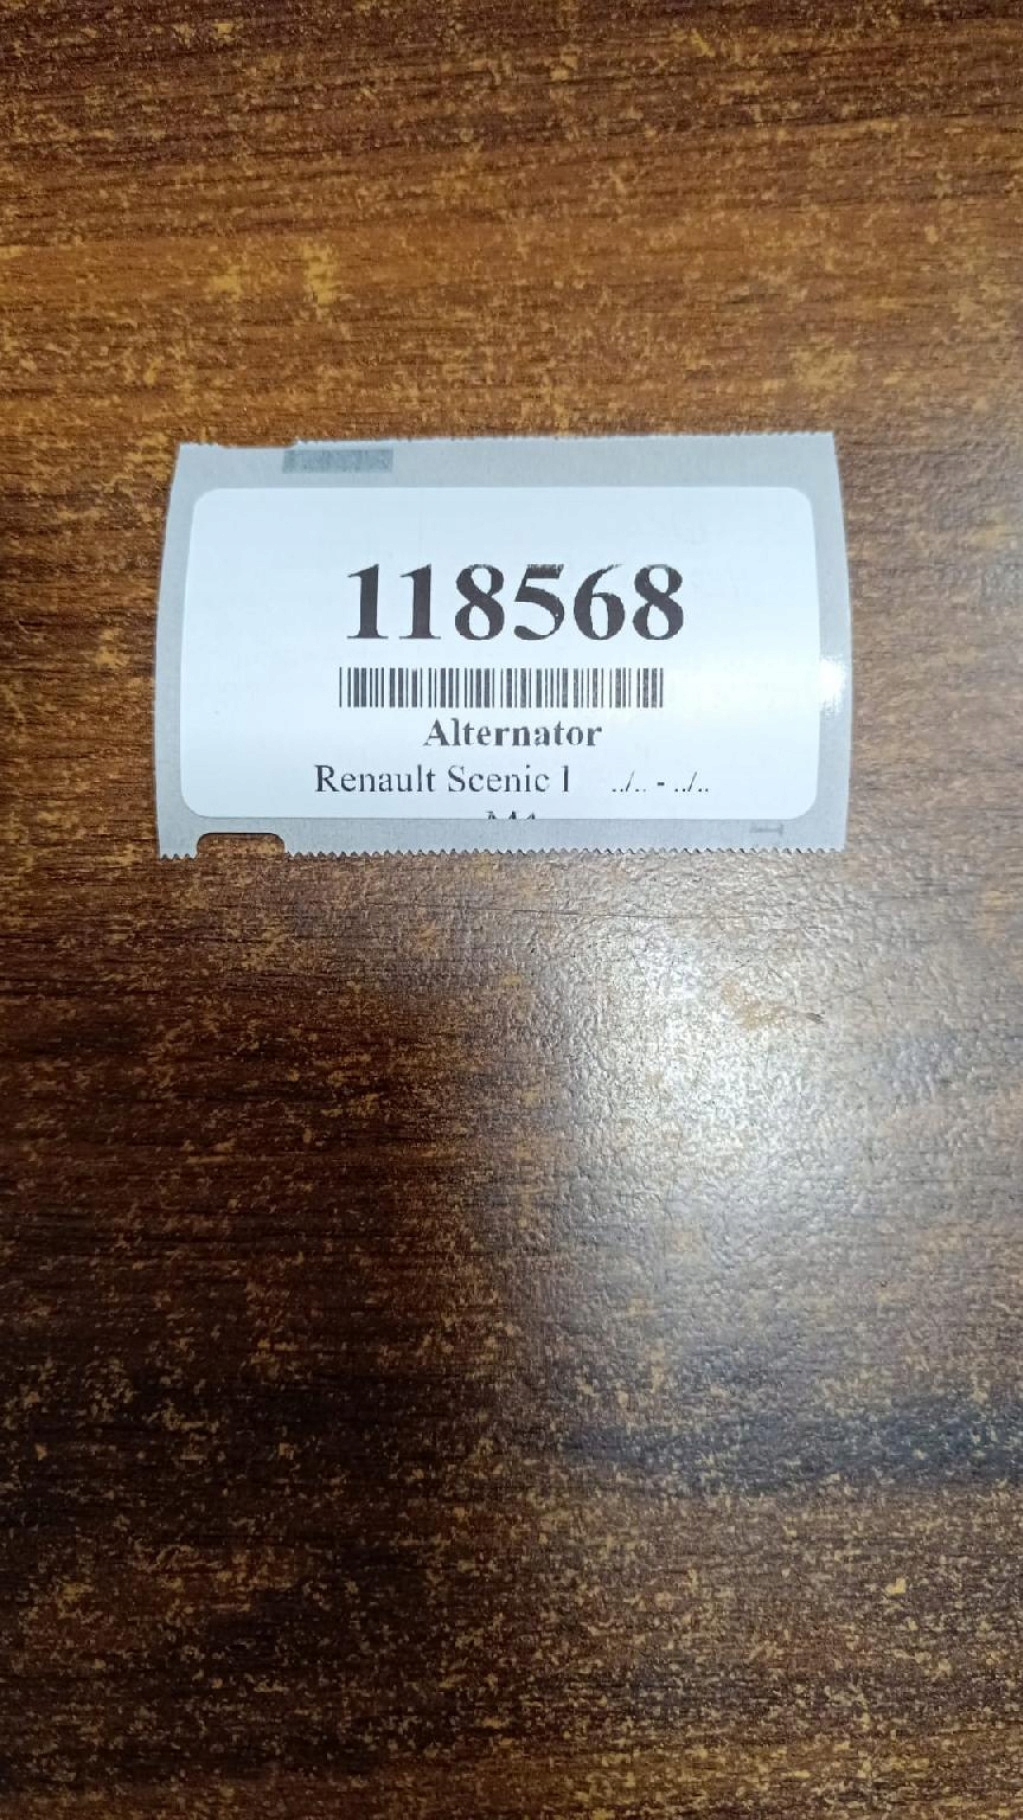 118568
Alternator
Renault Scenic I ../.. - ../..